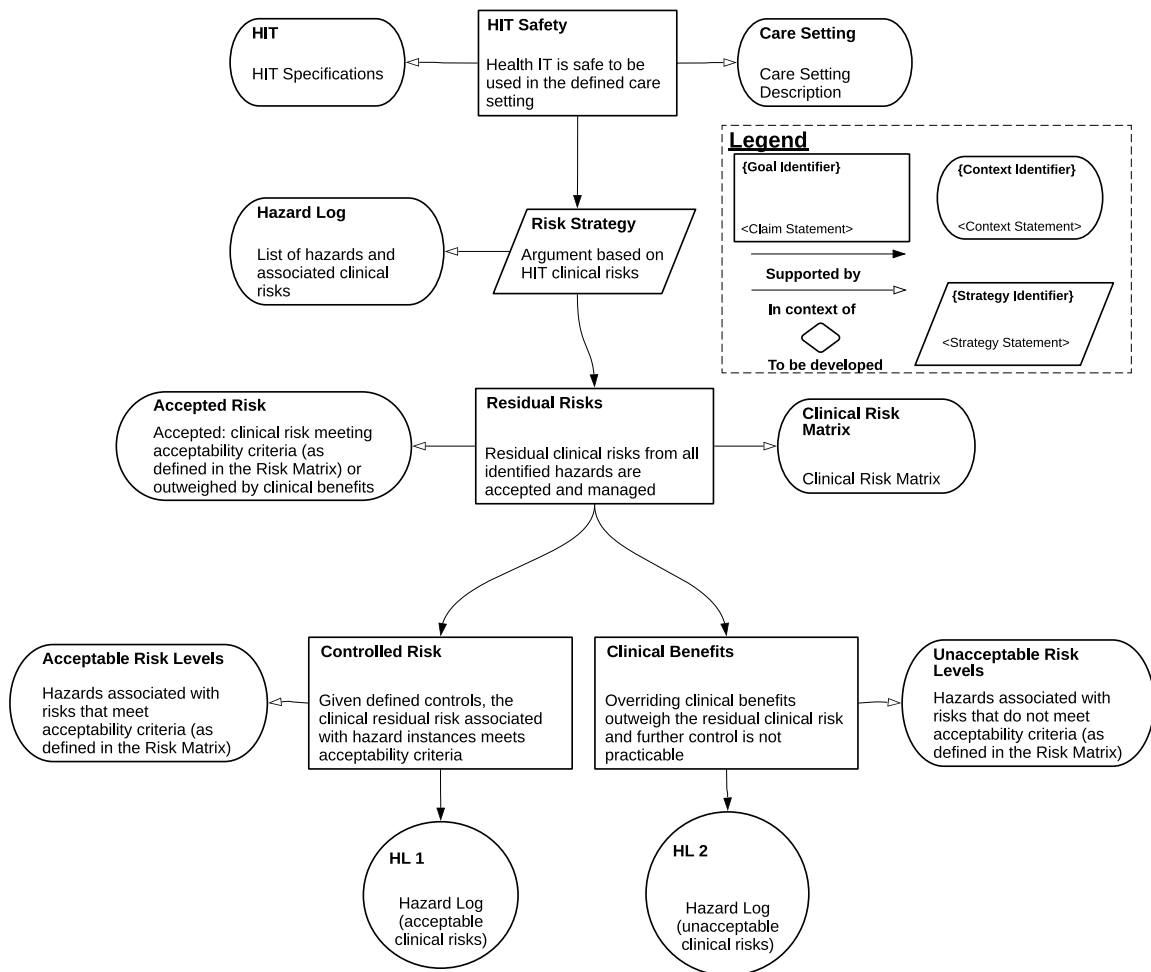 HIT
HIT Specifications
HIT Safety
Health IT is safe to be
used in the defined care
setting
Care Setting
Care Setting
Description
Legend
{Goal Identifier}
<Claim Statement>
{Context Identifier}
<Context Statement>
Supported by
In context of
To be developed
{Strategy Identifier}
<Strategy Statement>
Hazard Log
List of hazards and
associated clinical
risks
Risk Strategy
Argument based on
HIT clinical risks
Accepted Risk
Accepted: clinical risk meeting
acceptability criteria (as
defined in the Risk Matrix) or
outweighed by clinical benefits
Residual Risks
Residual clinical risks from all
identified hazards are
accepted and managed
Clinical Risk
Matrix
Clinical Risk Matrix
Acceptable Risk Levels
Hazards associated with
risks that meet
acceptability criteria (as
defined in the Risk Matrix)
Controlled Risk
Given defined controls, the
clinical residual risk associated
with hazard instances meets
acceptability criteria
Clinical Benefits
Overriding clinical benefits
outweigh the residual clinical risk
and further control is not
practicable
Unacceptable Risk
Levels
Hazards associated with
risks that do not meet
acceptability criteria (as
defined in the Risk Matrix)
HL 1
Hazard Log
(acceptable
clinical risks)
HL 2
Hazard Log
(unacceptable
clinical risks)